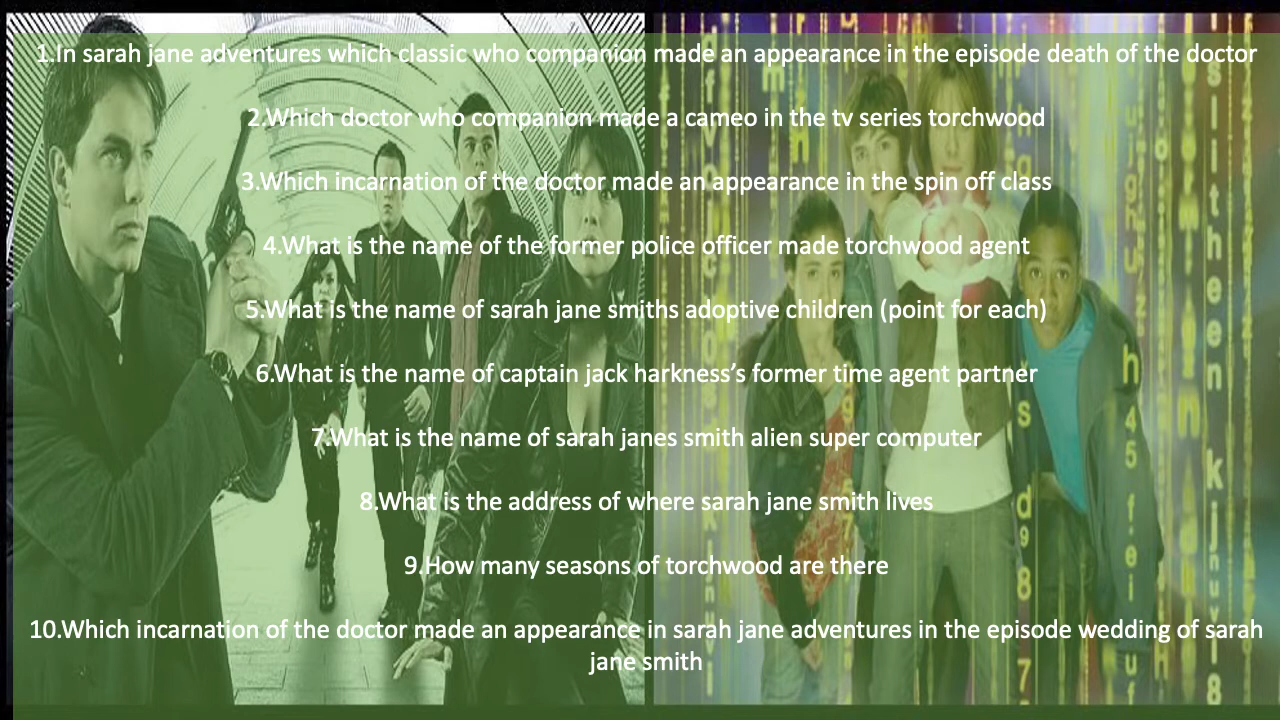 1.In sarah jane adventures which classic who companion made an appearance in the episode death of the doctor
2.Which doctor who companion made a cameo in the tv series torchwood
3.Which incarnation of the doctor made an appearance in the spin off class
4.What is the name of the former police officer made torchwood agent
5.What is the name of sarah jane smiths adoptive children (point for each)
6.What is the name of captain jack harkness’s former time agent partner
7.What is the name of sarah janes smith alien super computer
8.What is the address of where sarah jane smith lives
9.How many seasons of torchwood are there
10.Which incarnation of the doctor made an appearance in sarah jane adventures in the episode wedding of sarah
jane smith